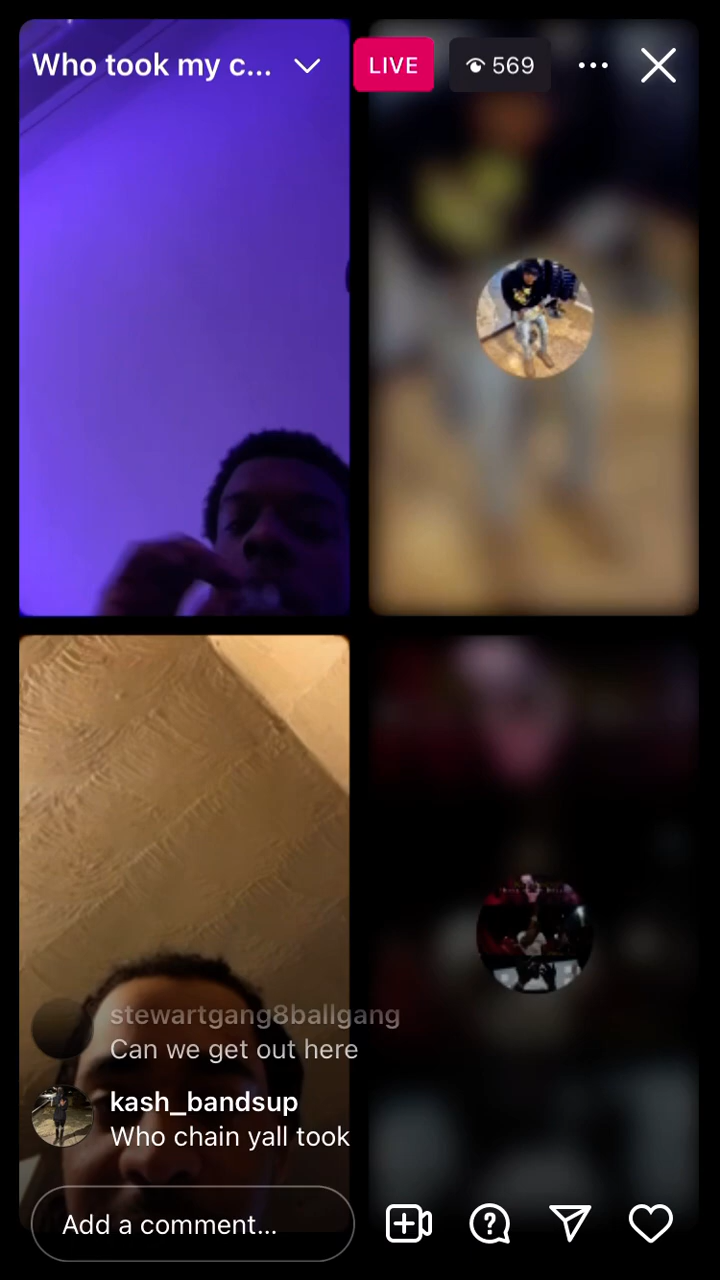 Who took my c...
LIVE
569
stewartgang8ballgang
Can we get out here
kash_bandsup
Who chain yall took
Add a comment...